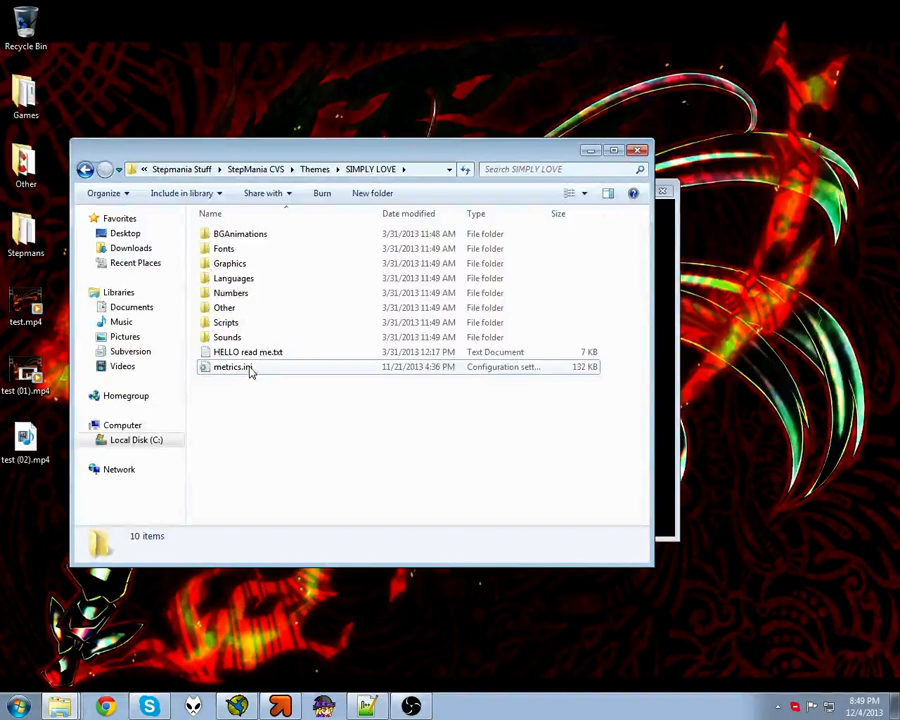 Recycle Bin
Games
Other
Stepmans
test.mp4
test (01).mp4
test (02).mp4
« Stepmania Stuff StepMania CVS Themes SIMPLY LOVE
Search SIMPLY LOVE
Organize Include in library Share with Burn New folder
Favorites
Desktop
Downloads
Recent Places
Libraries
Documents
Music
Pictures
Subversion
Videos
Homegroup
Computer
Local Disk (C:)
Network
Name Date modified Type Size
BGAnimations 3/31/2013 11:48 AM File folder
Fonts 3/31/2013 11:49 AM File folder
Graphics 3/31/2013 11:49 AM File folder
Languages 3/31/2013 11:49 AM File folder
Numbers 3/31/2013 11:49 AM File folder
Other 3/31/2013 11:49 AM File folder
Scripts 3/31/2013 11:49 AM File folder
Sounds 3/31/2013 11:49 AM File folder
HELLO read me.txt 3/31/2013 12:17 PM Text Document 7 KB
metrics.ini 11/21/2013 4:36 PM Configuration sett... 132 KB
10 items
8:49 PM
12/4/2013